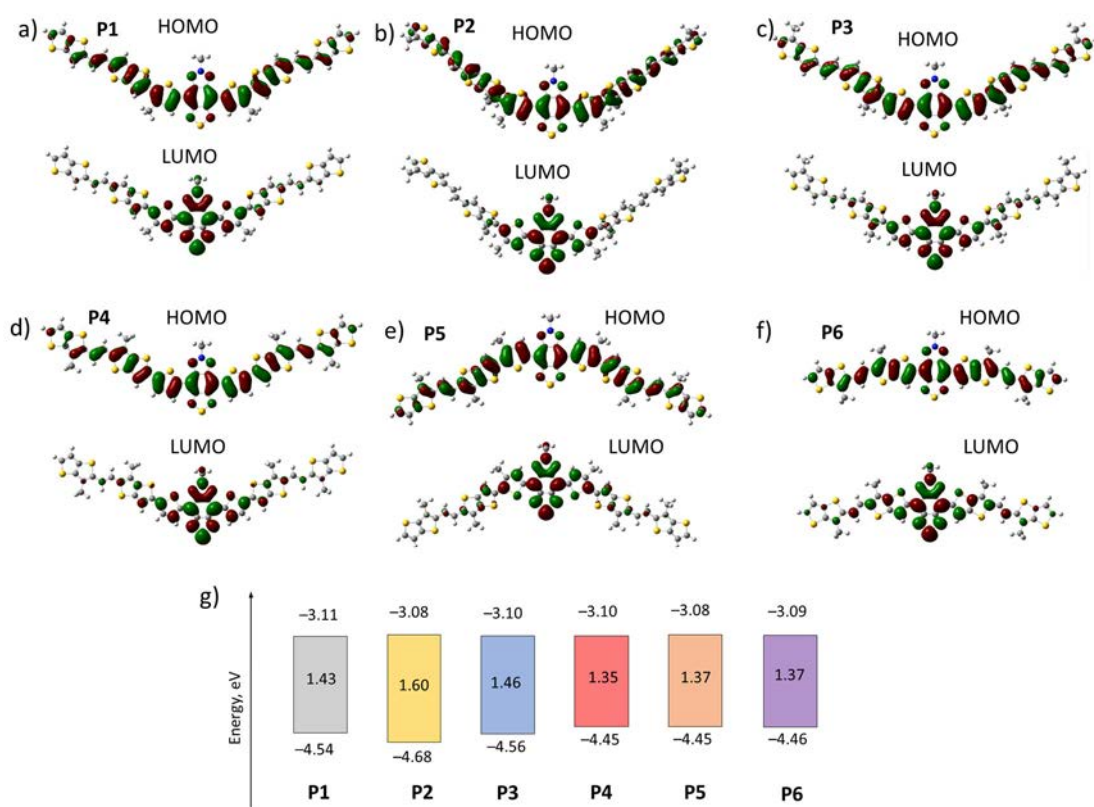 a) P1 HOMO
LUMO
b) P2 HOMO
LUMO
c) P3 HOMO
LUMO
d) P4 HOMO
LUMO
e) P5 HOMO
LUMO
f) P6 HOMO
LUMO
g)
Energy, eV
–3.11 –3.08 –3.10 –3.10 –3.08 –3.09
1.43 1.60 1.46 1.35 1.37 1.37
–4.54 –4.68 –4.56 –4.45 –4.45 –4.46
P1 P2 P3 P4 P5 P6